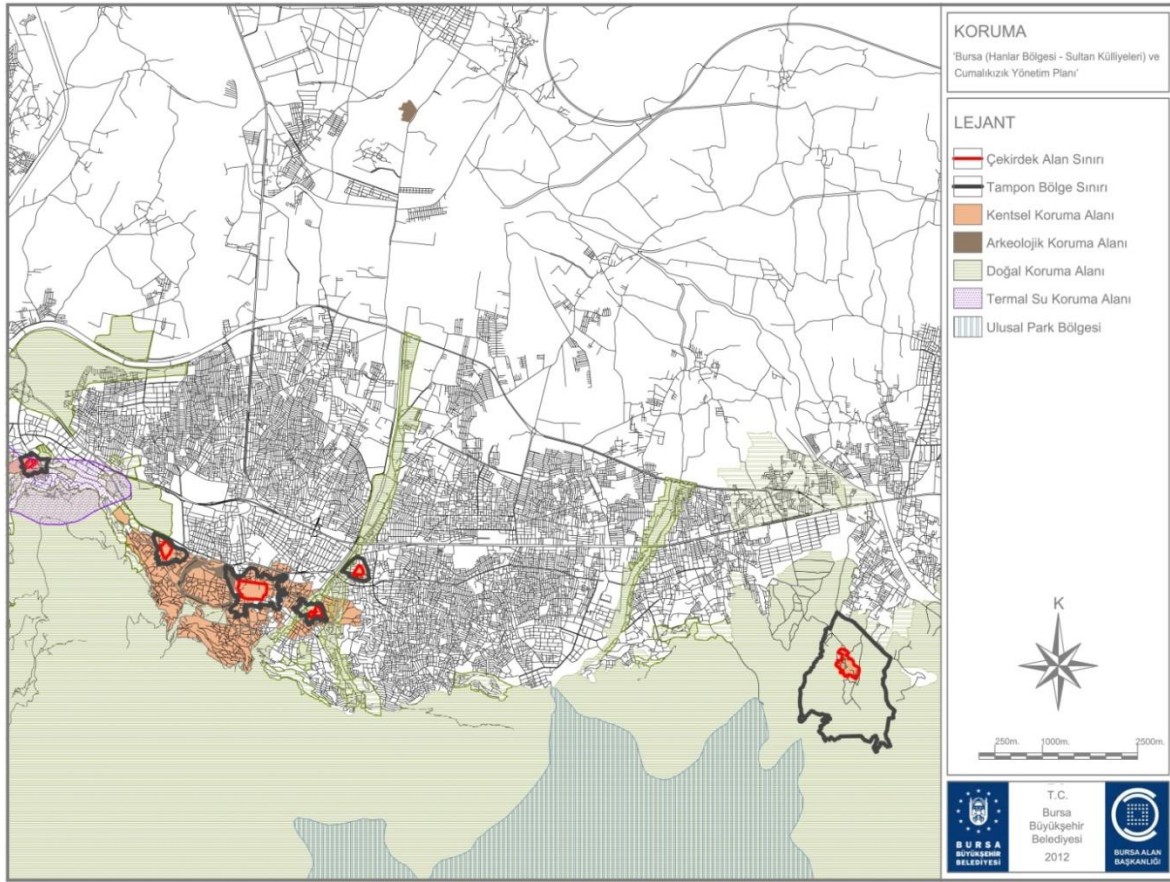 KORUMA
'Bursa (Hanlar Bölgesi - Sultan Külliyeleri) ve
Cumalıkızık Yönetim Planı'
LEJANT
Çekirdek Alan Sınırı
Tampon Bölge Sınırı
Kentsel Koruma Alanı
Arkeolojik Koruma Alanı
Doğal Koruma Alanı
Termal Su Koruma Alanı
Ulusal Park Bölgesi
K
250m. 1000m. 2500m.
BURSA
BÜYÜKŞEHİR
BELEDİYESİ
T.C.
Bursa
Büyükşehir
Belediyesi
2012
BURSA ALAN
BAŞKANLIĞI